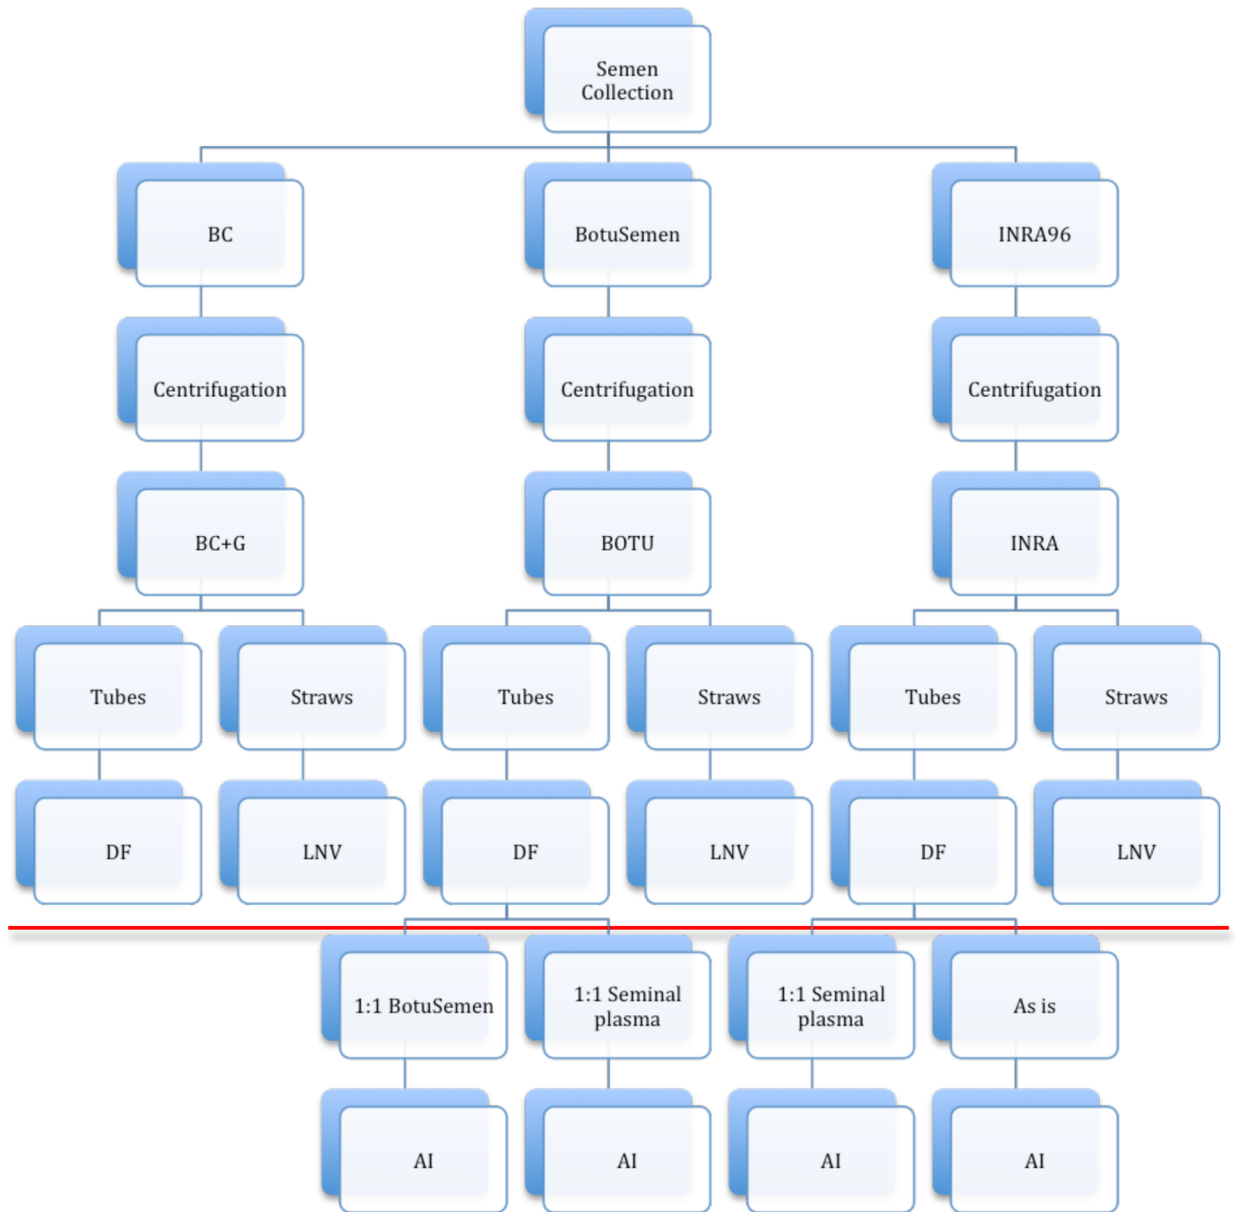 Semen
Collection
BC
BotuSemen
INRA96
Centrifugation
Centrifugation
Centrifugation
BC+G
BOTU
INRA
Tubes
Straws
Tubes
Straws
Tubes
Straws
DF
LNV
DF
LNV
DF
LNV
1:1 BotuSemen
1:1 Seminal
plasma
1:1 Seminal
plasma
As is
AI
AI
AI
AI